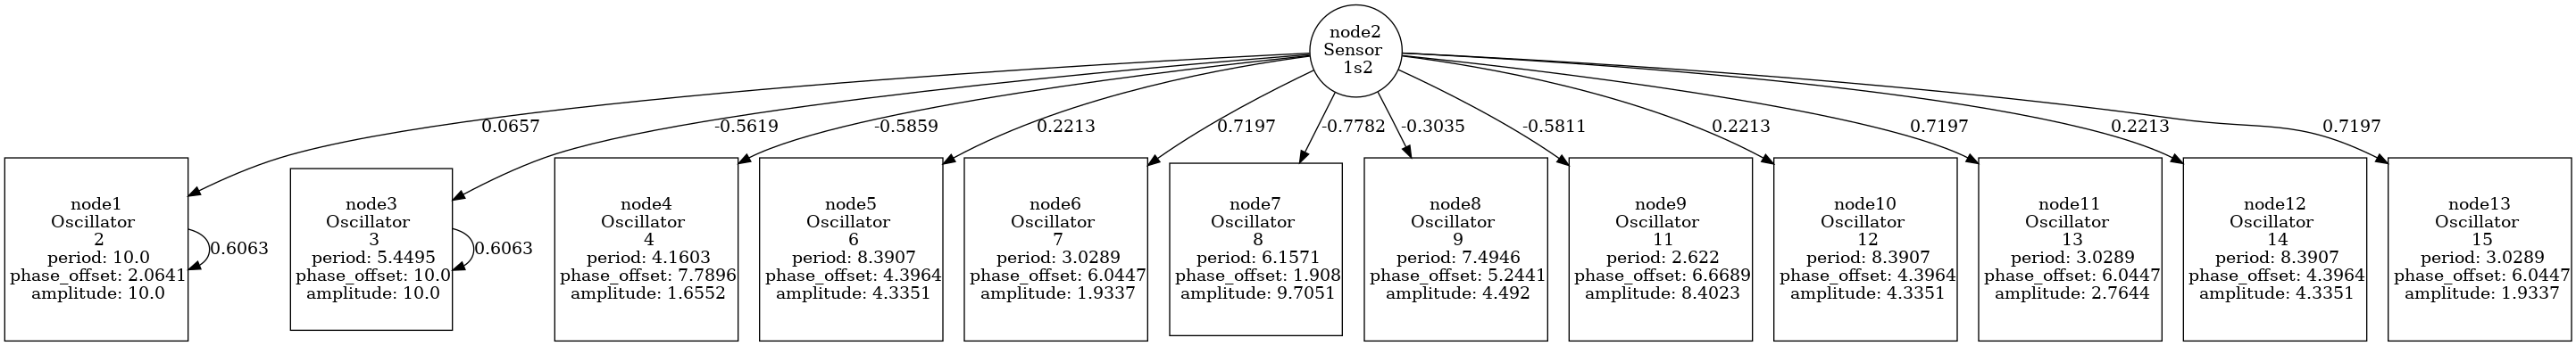 node2
Sensor
1s2
0.0657
-0.5619
-0.5859
0.2213
0.7197
-0.7782
-0.3035
-0.5811
0.2213
0.7197
0.2213
0.7197
node1
Oscillator
2
period: 10.0
phase_offset: 2.0641
amplitude: 10.0
0.6063
node3
Oscillator
3
period: 5.4495
phase_offset: 10.0
amplitude: 10.0
0.6063
node4
Oscillator
4
period: 4.1603
phase_offset: 7.7896
amplitude: 1.6552
node5
Oscillator
6
period: 8.3907
phase_offset: 4.3964
amplitude: 4.3351
node6
Oscillator
7
period: 3.0289
phase_offset: 6.0447
amplitude: 1.9337
node7
Oscillator
8
period: 6.1571
phase_offset: 1.908
amplitude: 9.7051
node8
Oscillator
9
period: 7.4946
phase_offset: 5.2441
amplitude: 4.492
node9
Oscillator
11
period: 2.622
phase_offset: 6.6689
amplitude: 8.4023
node10
Oscillator
12
period: 8.3907
phase_offset: 4.3964
amplitude: 4.3351
node11
Oscillator
13
period: 3.0289
phase_offset: 6.0447
amplitude: 2.7644
node12
Oscillator
14
period: 8.3907
phase_offset: 4.3964
amplitude: 4.3351
node13
Oscillator
15
period: 3.0289
phase_offset: 6.0447
amplitude: 1.9337